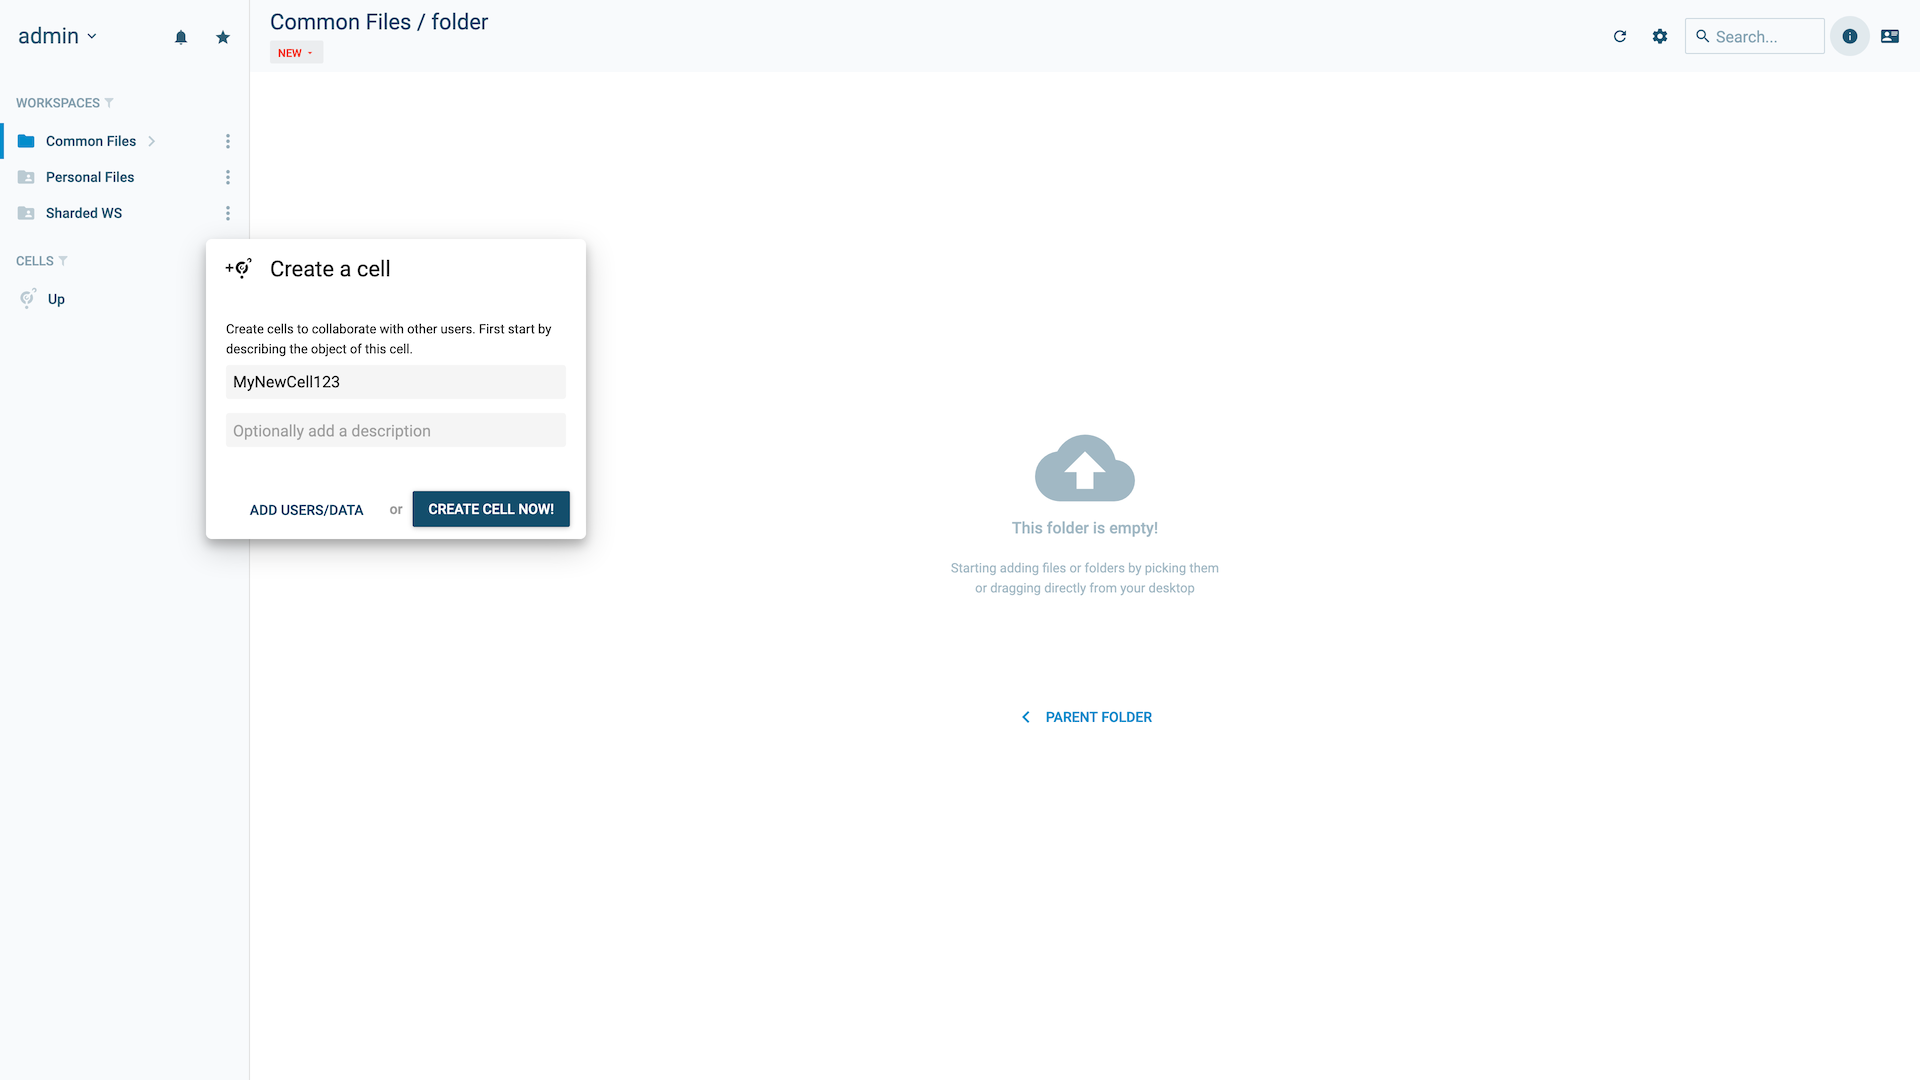 admin
Common Files / folder
NEW
Search...
WORKSPACES
Common Files
Personal Files
Sharded WS
CELLS
Up
Create a cell
Create cells to collaborate with other users. First start by
describing the object of this cell.
MyNewCell123
Optionally add a description
ADD USERS/DATA or CREATE CELL NOW!
This folder is empty!
Starting adding files or folders by picking them
or dragging directly from your desktop
PARENT FOLDER